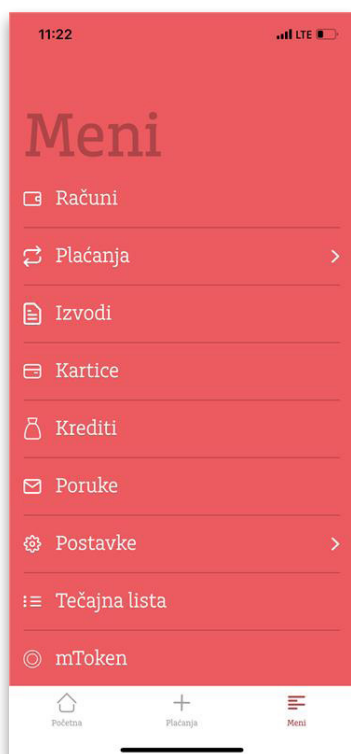 11:22
LTE
Meni
Računi
Plaćanja
Izvodi
Kartice
Krediti
Poruke
Postavke
Tečajna lista
mToken
Početna
Plaćanja
Meni